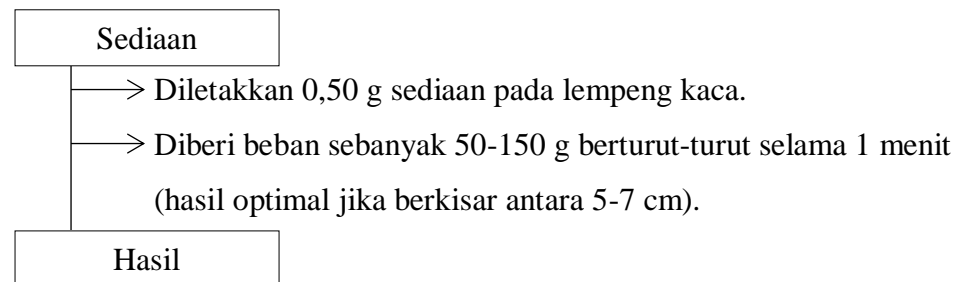 Sediaan
Diletakkan 0,50 g sediaan pada lempeng kaca.
Diberi beban sebanyak 50-150 g berturut-turut selama 1 menit
(hasil optimal jika berkisar antara 5-7 cm).
Hasil